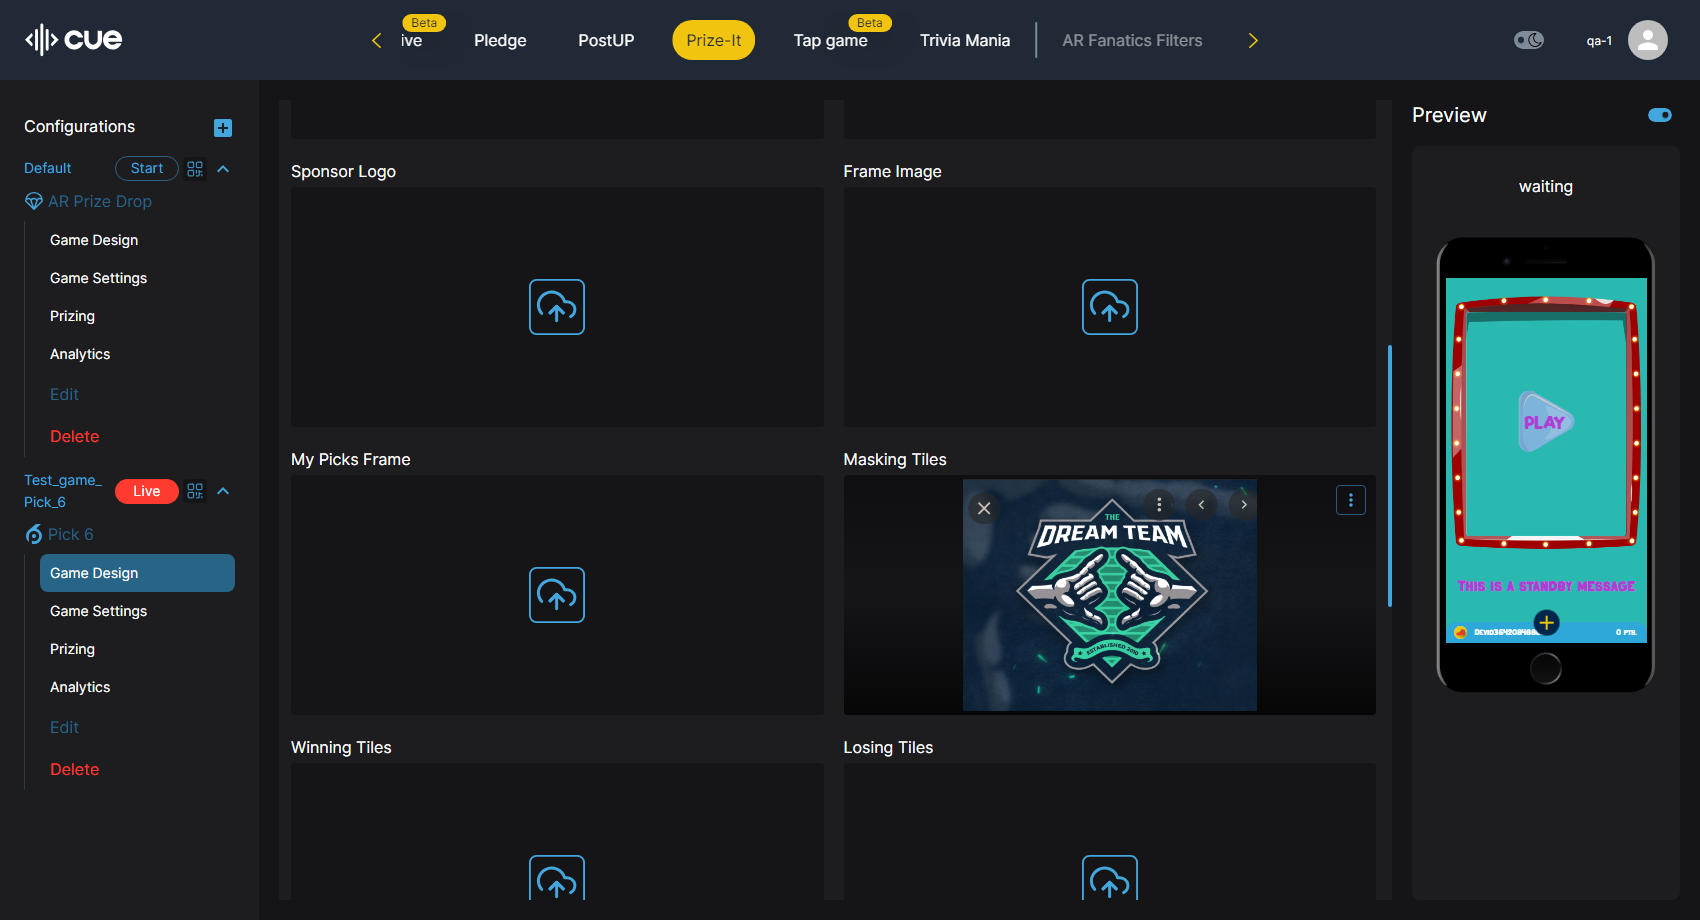 cue
Beta
ive
Pledge
PostUP
Prize-It
Beta
Tap game
Trivia Mania
AR Fanatics Filters
qa-1
Configurations
Default
Start
AR Prize Drop
Game Design
Game Settings
Prizing
Analytics
Edit
Delete
Test_game_
Pick_6
Live
Pick 6
Game Design
Game Settings
Prizing
Analytics
Edit
Delete
Sponsor Logo
Frame Image
My Picks Frame
Masking Tiles
THE
DREAM TEAM
ESTABLISHED 2010
Winning Tiles
Losing Tiles
Preview
waiting
PLAY
THIS IS A STANDBY MESSAGE
0 PTS.